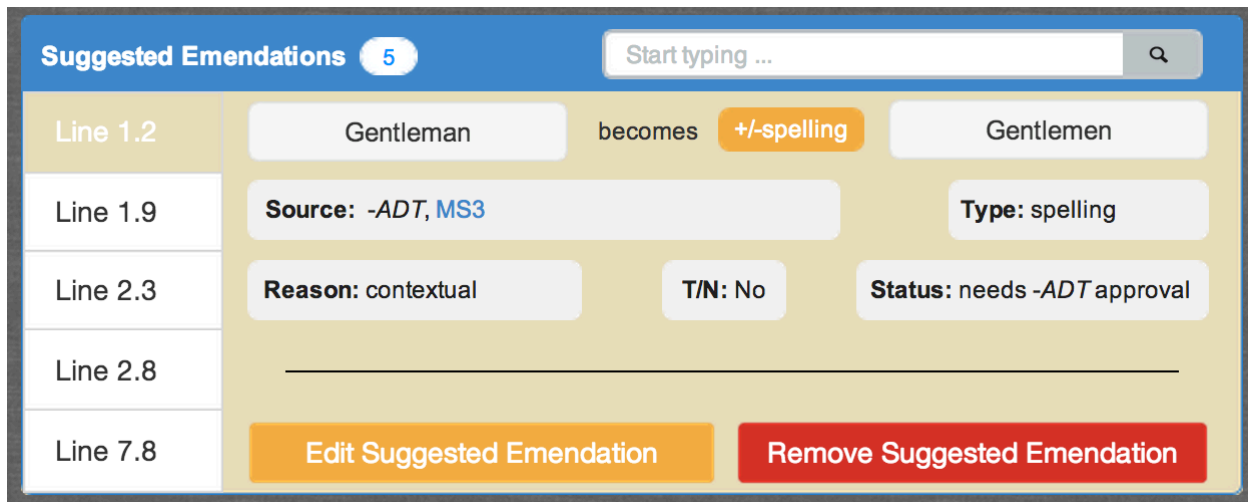 Suggested Emendations 5 Start typing ...
Line 1.2 Gentleman becomes +/-spelling Gentlemen
Line 1.9 Source: -ADT, MS3 Type: spelling
Line 2.3 Reason: contextual T/N: No Status: needs -ADT approval
Line 2.8
Line 7.8 Edit Suggested Emendation Remove Suggested Emendation